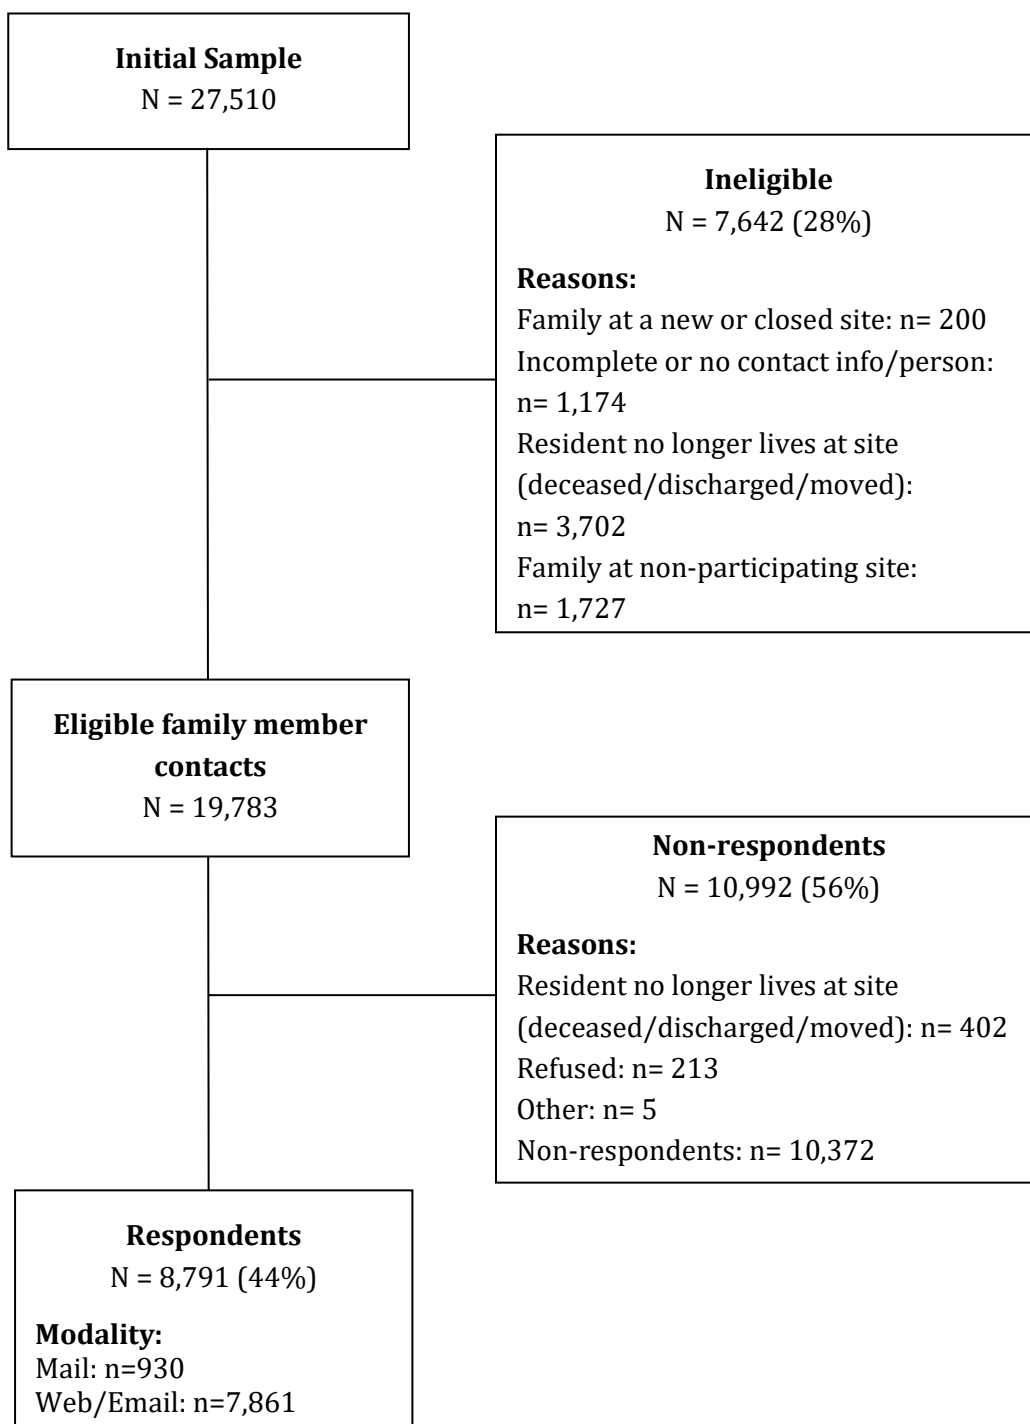 Initial Sample
N = 27,510
Ineligible
N = 7,642 (28%)
Reasons:
Family at a new or closed site: n= 200
Incomplete or no contact info/person:
n= 1,174
Resident no longer lives at site
(deceased/discharged/moved):
n= 3,702
Family at non-participating site:
n= 1,727
Eligible family member
contacts
N = 19,783
Non-respondents
N = 10,992 (56%)
Reasons:
Resident no longer lives at site
(deceased/discharged/moved): n= 402
Refused: n= 213
Other: n= 5
Non-respondents: n= 10,372
Respondents
N = 8,791 (44%)
Modality:
Mail: n=930
Web/Email: n=7,861